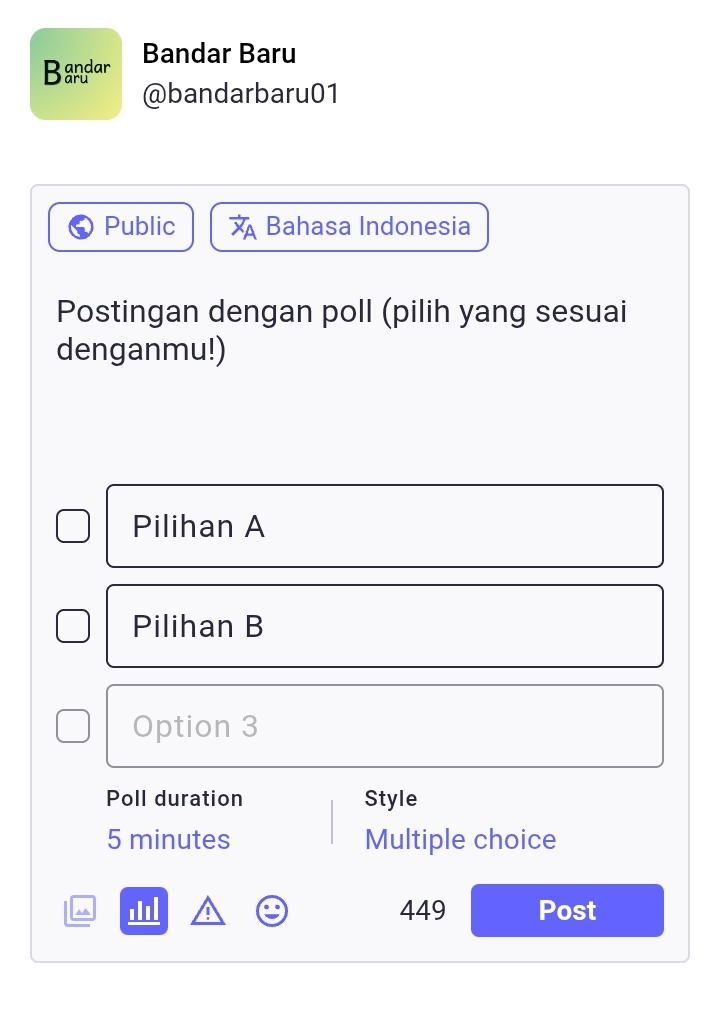 Bandar
aru
Bandar Baru
@bandarbaru01
Public
Bahasa Indonesia
Postingan dengan poll (pilih yang sesuai
denganmu!)
Pilihan A
Pilihan B
Option 3
Poll duration
Style
5 minutes
Multiple choice
449
Post